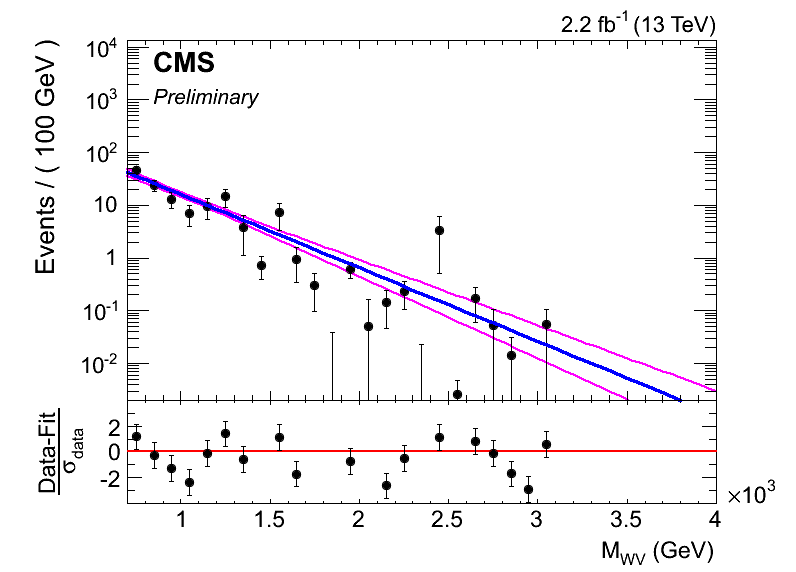 2.2 fb⁻¹ (13 TeV)
CMS
Preliminary
Events / ( 100 GeV )
10⁴
10³
10²
10
1
10⁻¹
10⁻²
Data-Fit
σdata
2
0
-2
1
1.5
2
2.5
3
3.5
4
×10³
M_WV (GeV)